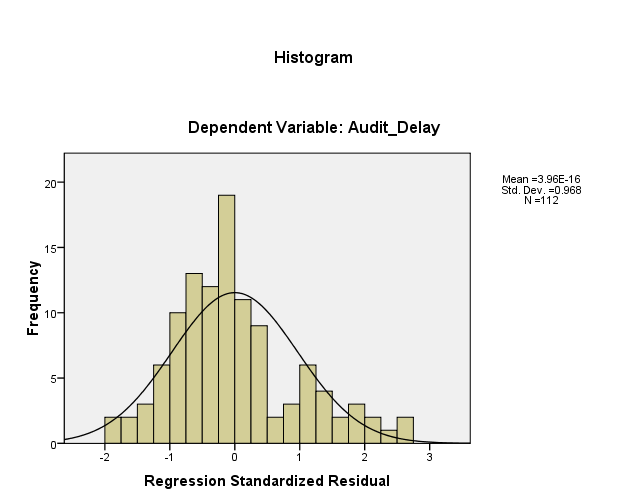 Histogram
Dependent Variable: Audit_Delay
Mean =3.96E-16
Std. Dev. =0.968
N =112
Frequency
20
15
10
5
0
-2 -1 0 1 2 3
Regression Standardized Residual